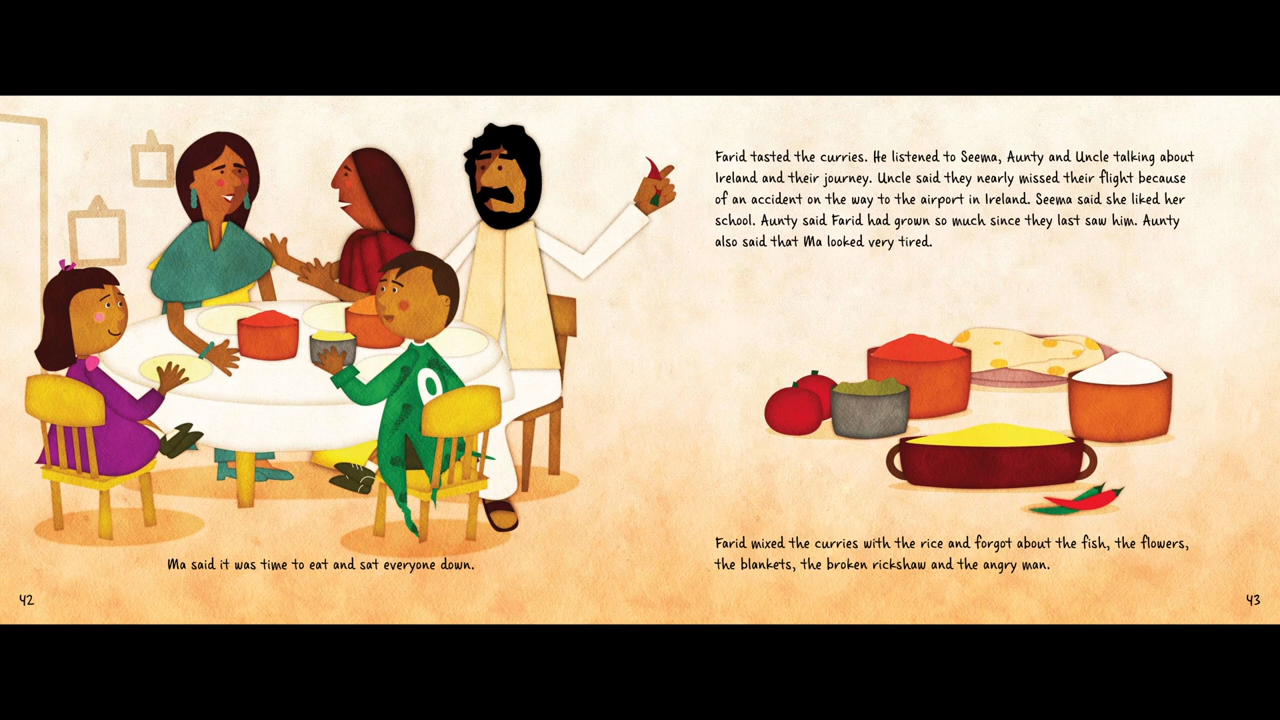 Ma said it was time to eat and sat everyone down.
42
Farid tasted the curries. He listened to Seema, Aunty and Uncle talking about
Ireland and their journey. Uncle said they nearly missed their flight because
of an accident on the way to the airport in Ireland. Seema said she liked her
school. Aunty said Farid had grown so much since they last saw him. Aunty
also said that Ma looked very tired.
Farid mixed the curries with the rice and forgot about the fish, the flowers,
the blankets, the broken rickshaw and the angry man.
43